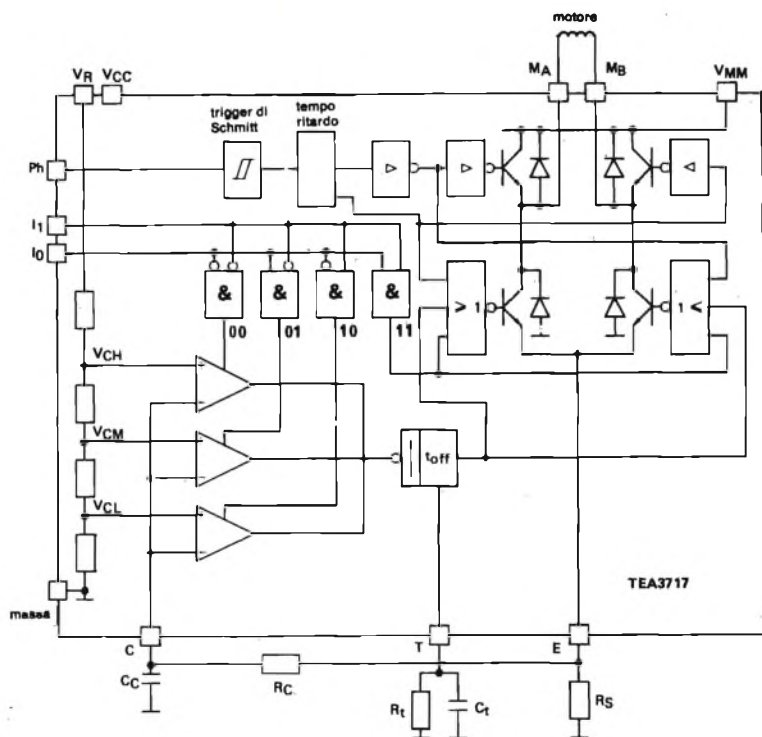 motore
MA MB VMM
VR VCC
trigger di
Schmitt
tempo
ritardo
Ph
I1
I0
& & & &
00 01 10 11
≥ 1
1 <
VCH
VCM
VCL
toff
TEA3717
massa
C T E
CC
RC
Rt
Ct
RS